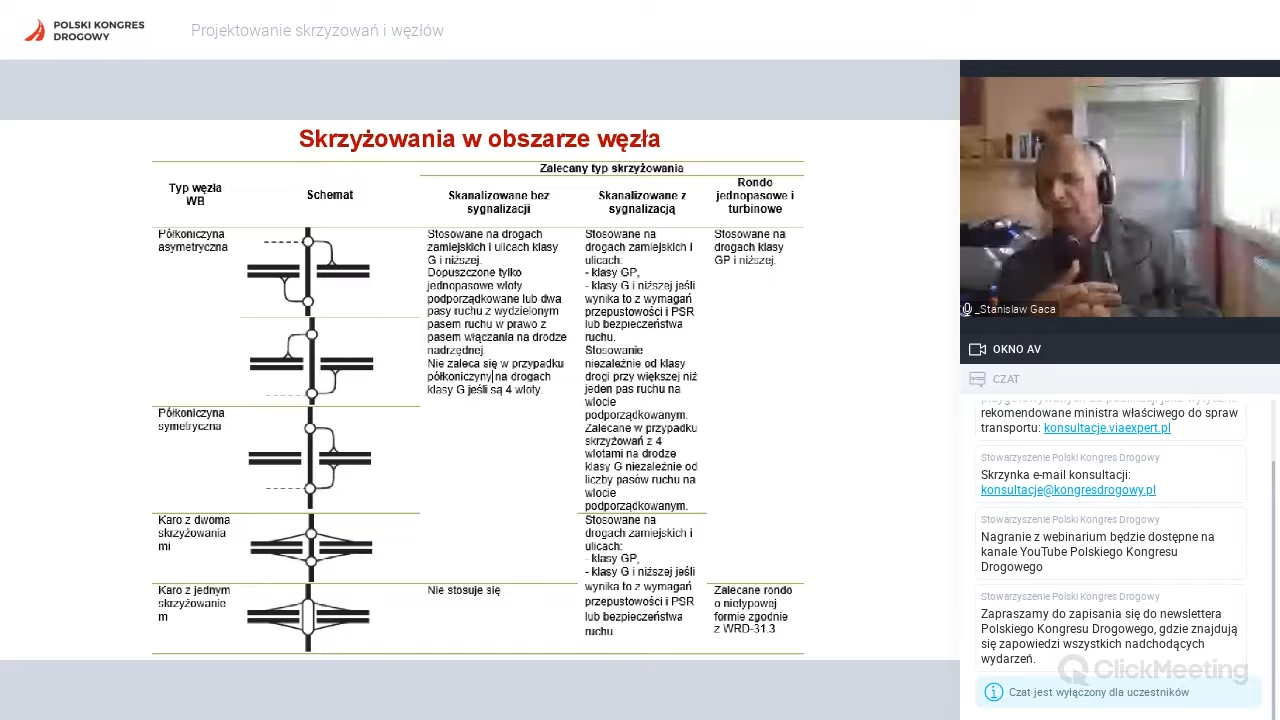 POLSKI KONGRES
DROGOWY
Projektowanie skrzyżowań i węzłów
Skrzyżowania w obszarze węzła
Typ węzła
WB
Schemat
Zalecany typ skrzyżowania
Skanalizowane bez
sygnalizacji
Skanalizowane z
sygnalizacją
Rondo
jednopasowe i
turbinowe
Półkoniczyna
asymetryczna
Stosowane na drogach
zamiejskich i ulicach klasy
G i niższej.
Dopuszczone tylko
jednopasowe wloty
podporządkowane lub dwa
pasy ruchu z wydzielonym
pasem ruchu w prawo z
pasem włączania na drodze
nadrzędnej.
Nie zaleca się w przypadku
półkoniczyny na drogach
klasy G jeśli są 4 wloty.
Stosowane na
drogach zamiejskich i
ulicach:
- klasy GP,
- klasy G i niższej jeśli
wynika to z wymagań
przepustowości i PSR
lub bezpieczeństwa
ruchu.
Stosowanie
niezależnie od klasy
drogi przy większej niż
jeden pas ruchu na
wlocie
podporządkowanym.
Zalecane w przypadku
skrzyżowań z 4
wlotami na drodze
klasy G niezależnie od
liczby pasów ruchu na
wlocie
podporządkowanym.
Stosowane na
drogach klasy
GP i niższej.
Półkoniczyna
symetryczna
Karo z dwoma
skrzyżowania
mi
Stosowane na
drogach zamiejskich i
ulicach:
- klasy GP,
- klasy G i niższej jeśli
wynika to z wymagań
przepustowości i PSR
lub bezpieczeństwa
ruchu.
Karo z jednym
skrzyżowanie
m
Nie stosuje się
Zalecane rondo
o nietypowej
formie zgodnie
z WRD-31.3
_Stanisław Gaca
OKNO AV
CZAT
przygotowywanych do publikacji jako wytyczne
rekomendowane ministra właściwego do spraw
transportu: konsultacje.viaexpert.pl
Stowarzyszenie Polski Kongres Drogowy
Skrzynka e-mail konsultacji:
konsultacje@kongresdrogowy.pl
Stowarzyszenie Polski Kongres Drogowy
Nagranie z webinarium będzie dostępne na
kanale YouTube Polskiego Kongresu
Drogowego
Stowarzyszenie Polski Kongres Drogowy
Zapraszamy do zapisania się do newslettera
Polskiego Kongresu Drogowego, gdzie znajdują
się zapowiedzi wszystkich nadchodzących
wydarzeń.
ClickMeeting
Czat jest wyłączony dla uczestników